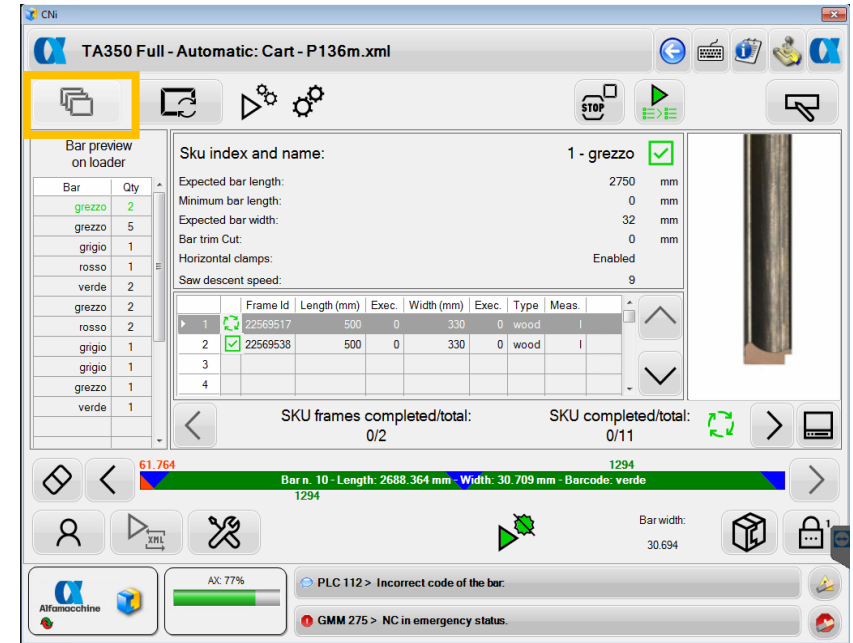 CNi
TA350 Full - Automatic: Cart - P136m.xml
STOP
Bar preview
on loader
Bar Qty
grezzo 2
grezzo 5
grigio 1
rosso 1
verde 2
grezzo 2
rosso 2
grigio 1
grigio 1
grezzo 1
verde 1
Sku index and name: 1 - grezzo
Expected bar length: 2750 mm
Minimum bar length: 0 mm
Expected bar width: 32 mm
Bar trim Cut: 0 mm
Horizontal clamps: Enabled
Saw descent speed: 9
Frame Id Length (mm) Exec. Width (mm) Exec. Type Meas.
1 22569517 500 0 330 0 wood I
2 22569538 500 0 330 0 wood I
3
4
SKU frames completed/total: SKU completed/total:
0/2 0/11
61.764 1294
Bar n. 10 - Length: 2688.364 mm - Width: 30.709 mm - Barcode: verde
1294
XML
Bar width:
30.694
1
Alfamacchine
AX: 77%
PLC 112 > Incorrect code of the bar.
GMM 275 > NC in emergency status.